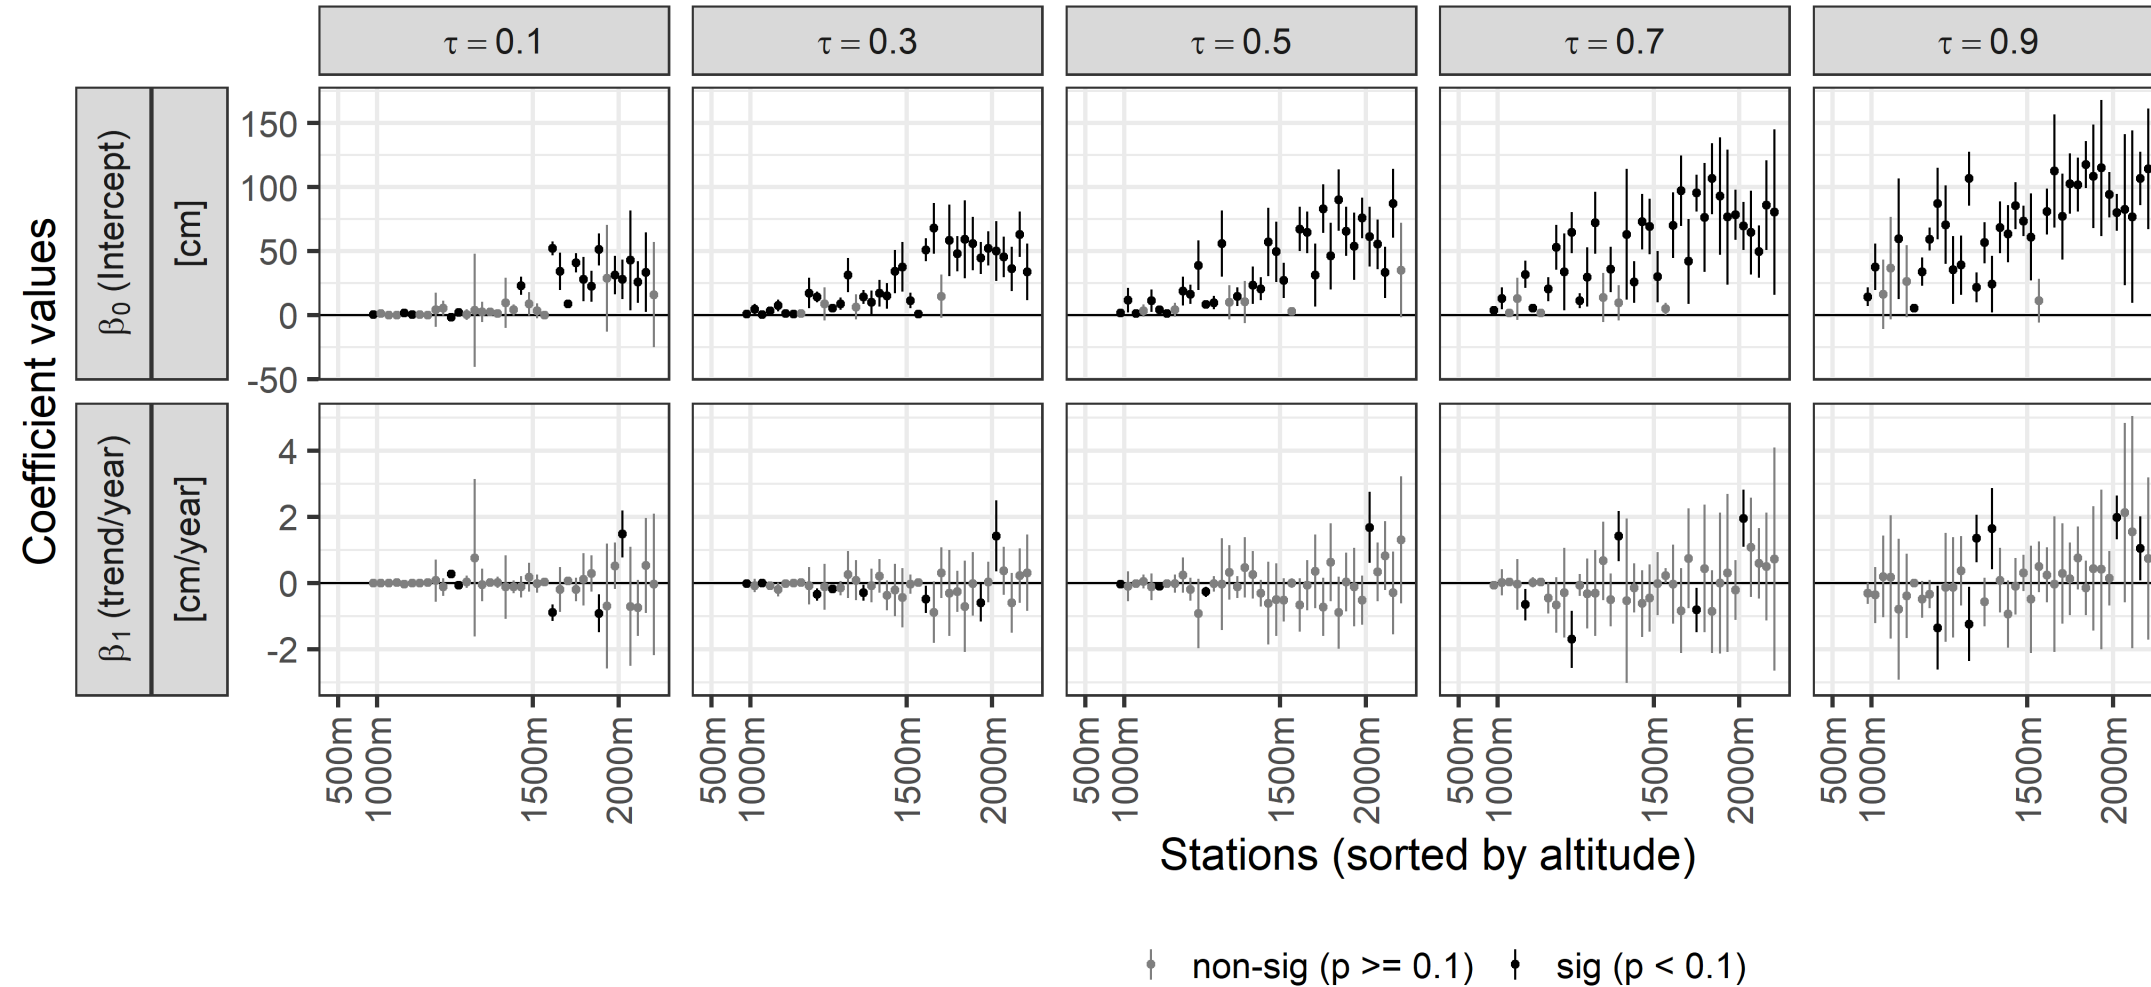 τ = 0.1
τ = 0.3
τ = 0.5
τ = 0.7
τ = 0.9
Coefficient values
β0 (Intercept)
[cm]
150
100
50
0
-50
β1 (trend/year)
[cm/year]
4
2
0
-2
500m
1000m
1500m
2000m
500m
1000m
1500m
2000m
500m
1000m
1500m
2000m
500m
1000m
1500m
2000m
500m
1000m
1500m
2000m
Stations (sorted by altitude)
non-sig (p >= 0.1)
sig (p < 0.1)